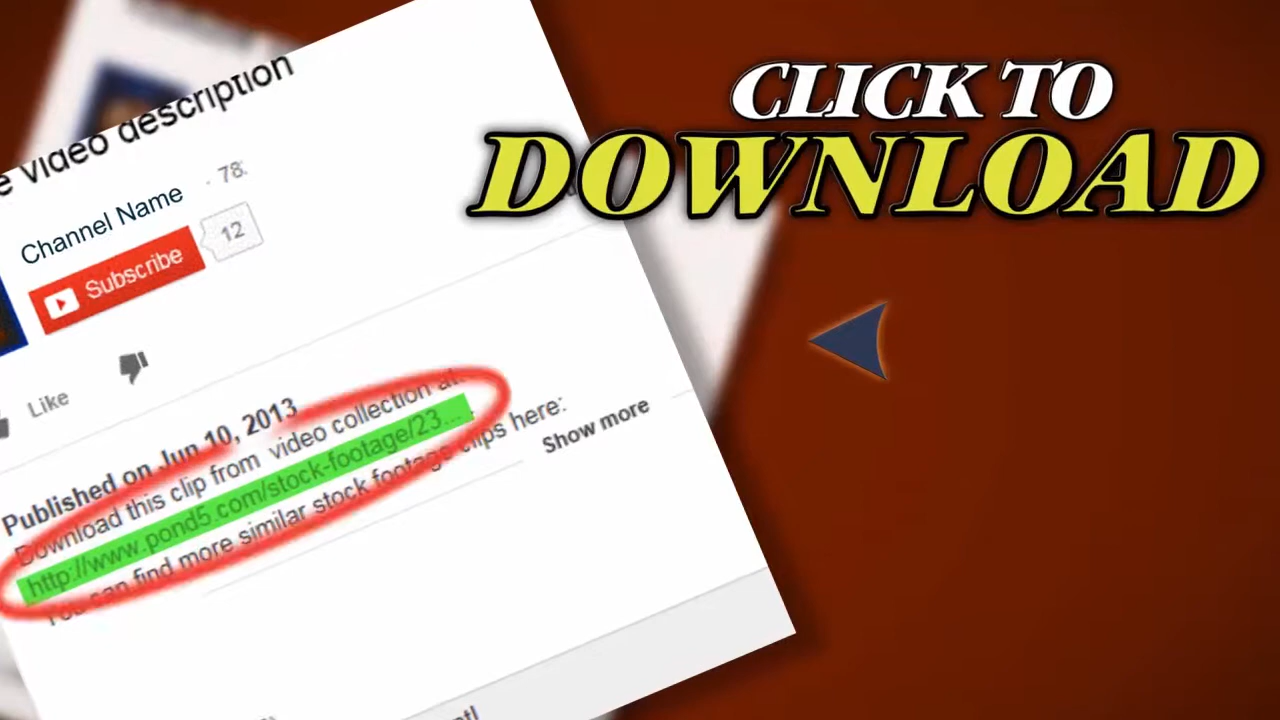 CLICK TO
DOWNLOAD
video description
Channel Name
Subscribe
12
Like
Published on Jun 10, 2013
Download this clip from video collection at
http://www.pond5.com/stock-footage/23...
You can find more similar stock footage clips here:
Show more